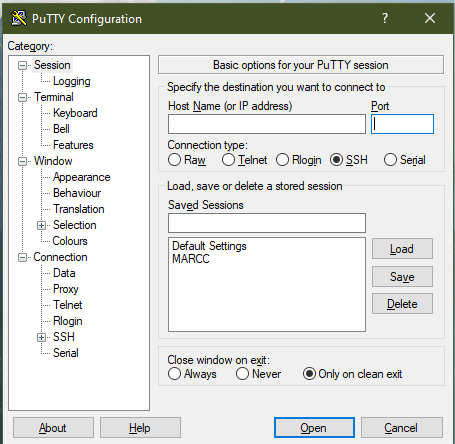 PuTTY Configuration
?
Category:
Session
Logging
Terminal
Keyboard
Bell
Features
Window
Appearance
Behaviour
Translation
Selection
Colours
Connection
Data
Proxy
Telnet
Rlogin
SSH
Serial
Basic options for your PuTTY session
Specify the destination you want to connect to
Host Name (or IP address) Port
Connection type:
Raw Telnet Rlogin SSH Serial
Load, save or delete a stored session
Saved Sessions
Default Settings
MARCC
Load
Save
Delete
Close window on exit:
Always Never Only on clean exit
About Help Open Cancel